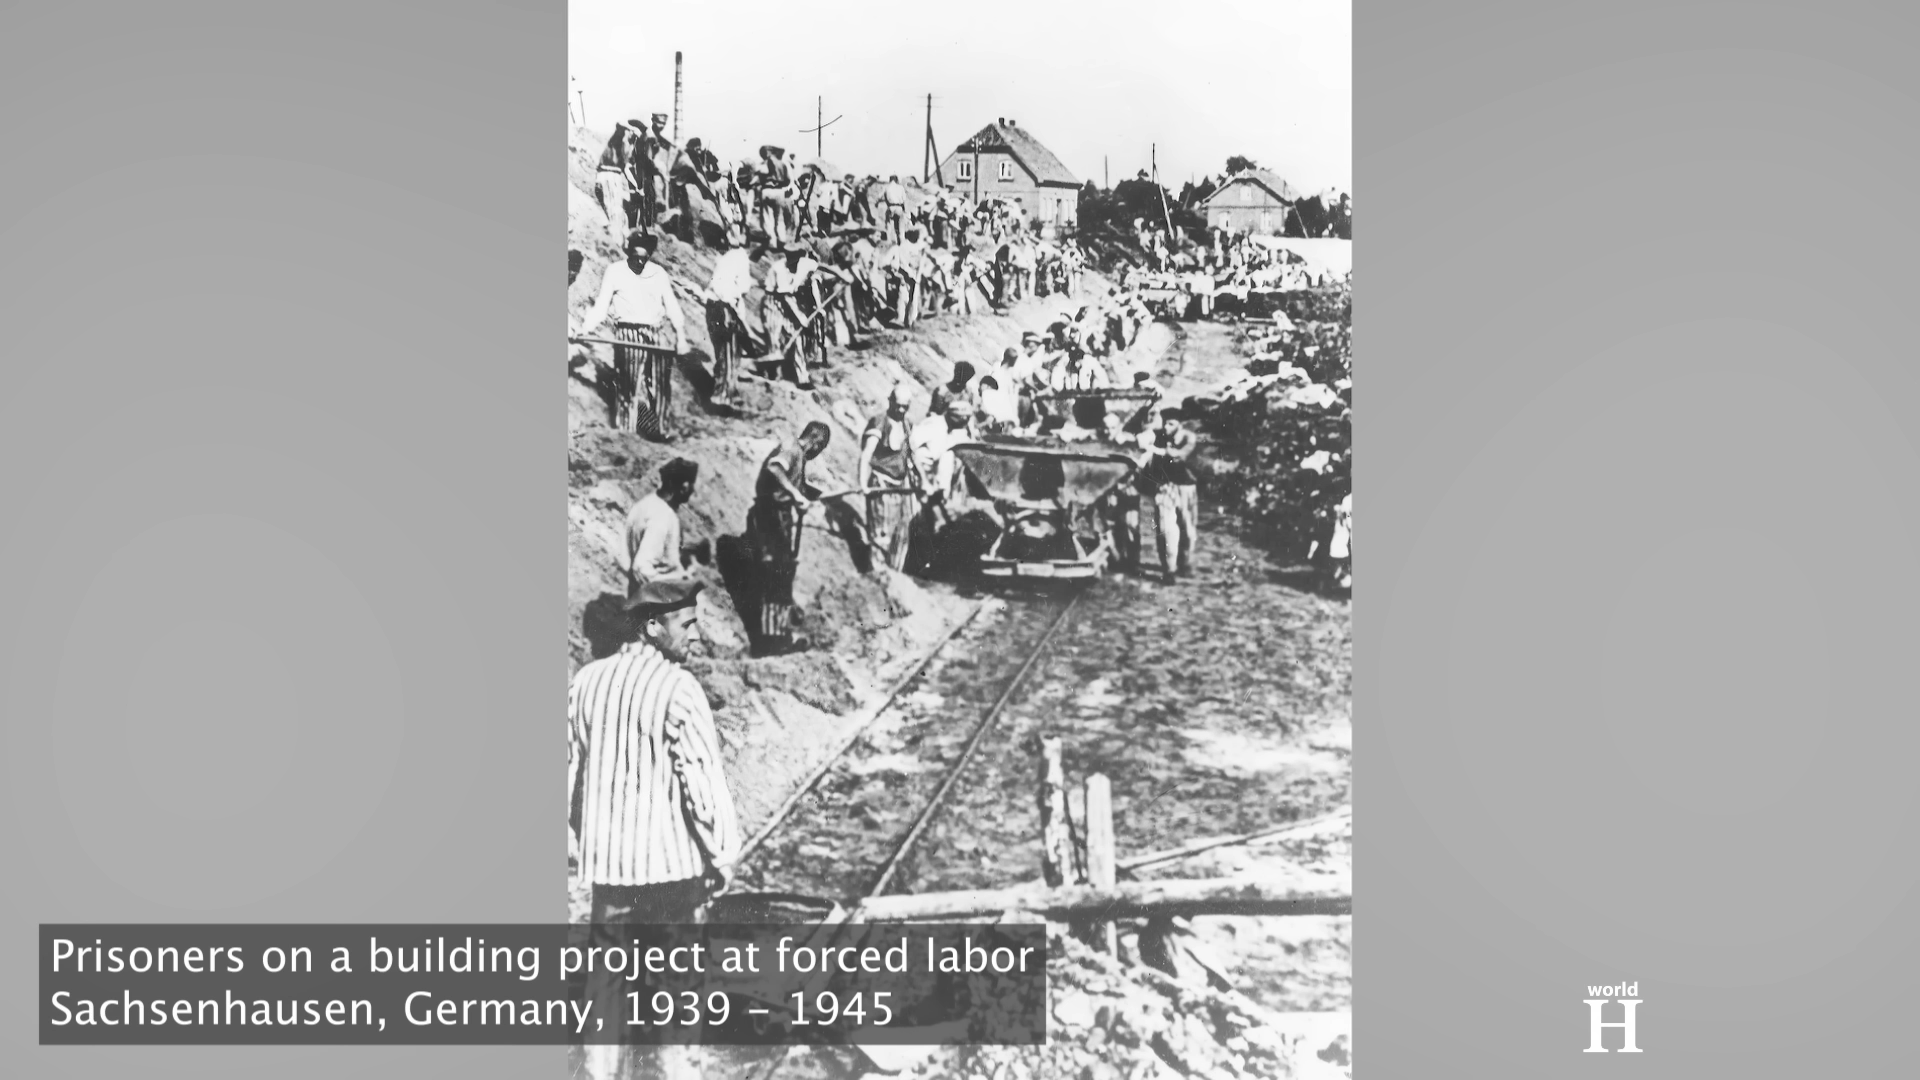 Prisoners on a building project at forced labor
Sachsenhausen, Germany, 1939 – 1945
world
H